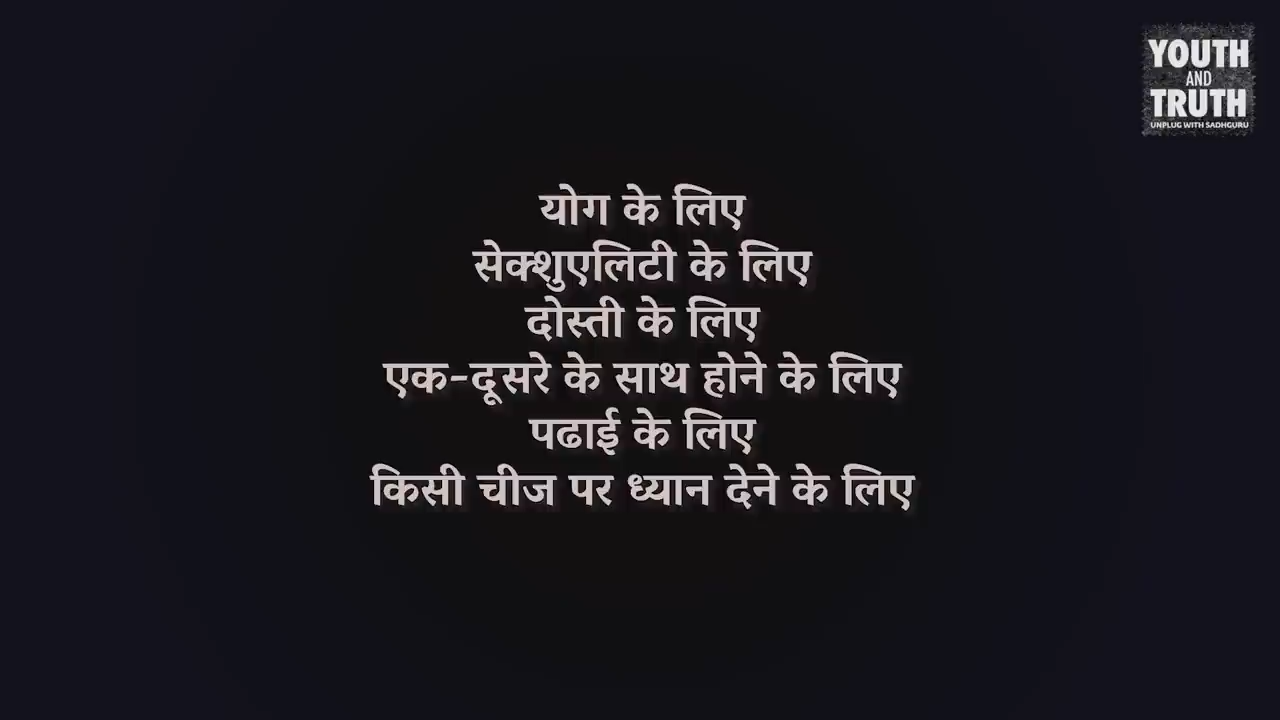 YOUTH
AND
TRUTH
UNPLUG WITH SADHGURU
योग के लिए
सेक्शुएलिटी के लिए
दोस्ती के लिए
एक-दूसरे के साथ होने के लिए
पढाई के लिए
किसी चीज पर ध्यान देने के लिए